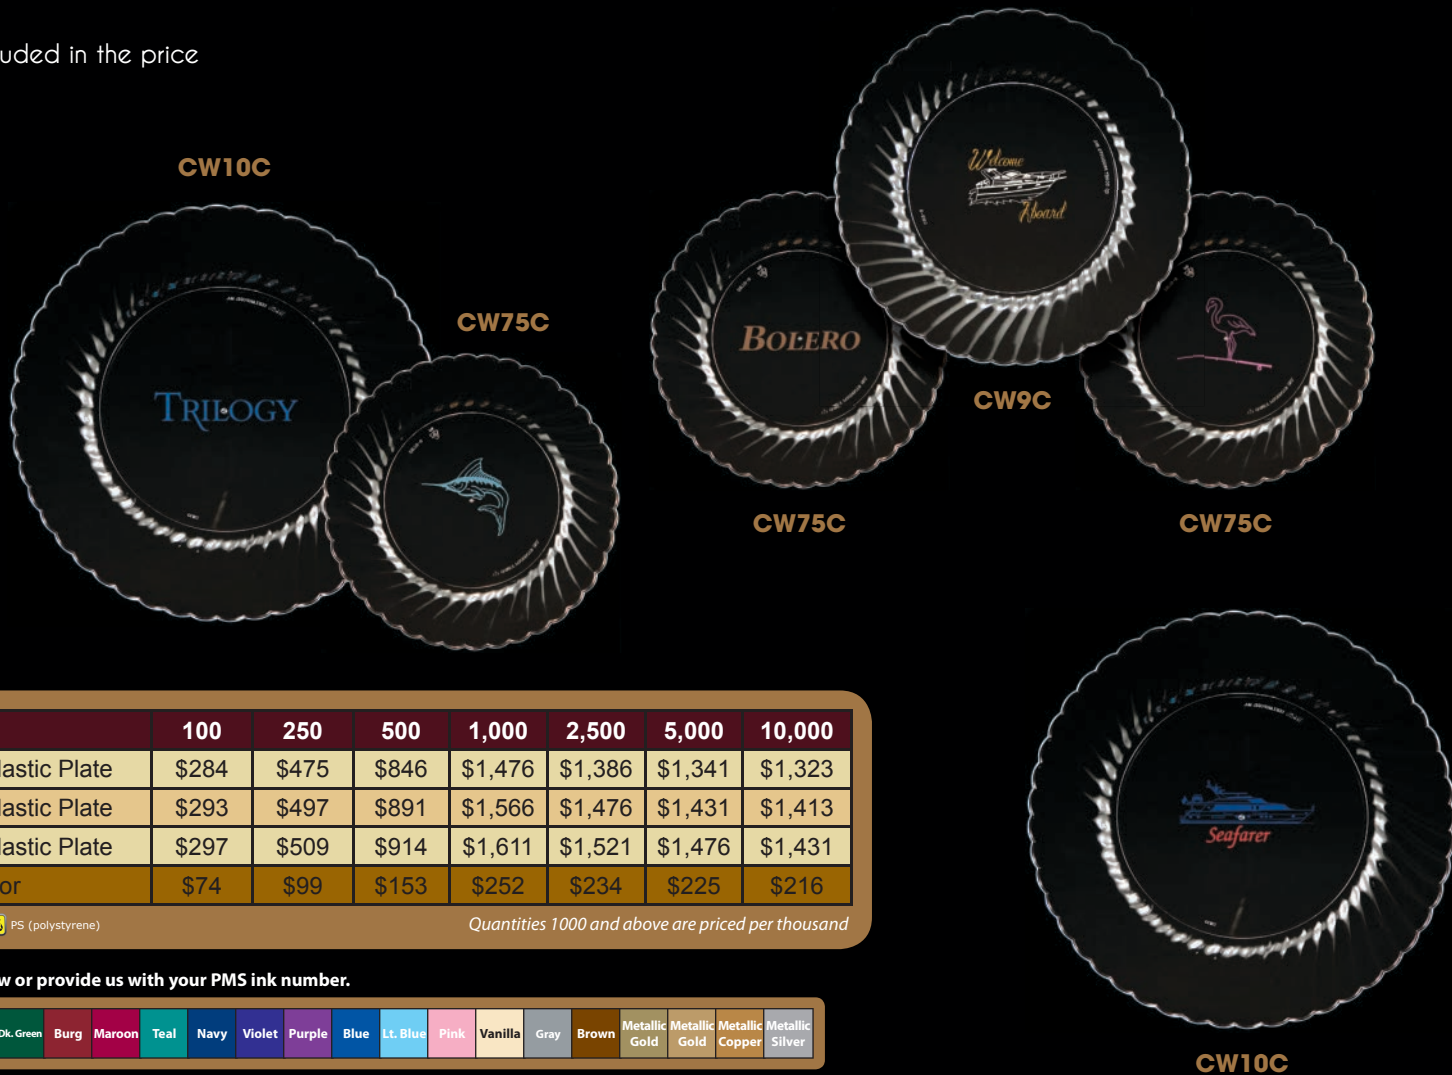 uded in the price
CW10C
CW75C
TRILOGY
Welcome
Aboard
BOLERO
CW9C
CW75C
CW75C
Seafarer
CW10C
100 250 500 1,000 2,500 5,000 10,000
lastic Plate $284 $475 $846 $1,476 $1,386 $1,341 $1,323
lastic Plate $293 $497 $891 $1,566 $1,476 $1,431 $1,413
lastic Plate $297 $509 $914 $1,611 $1,521 $1,476 $1,431
or $74 $99 $153 $252 $234 $225 $216
PS (polystyrene) Quantities 1000 and above are priced per thousand
w or provide us with your PMS ink number.
Dk. Green Burg Maroon Teal Navy Violet Purple Blue Lt. Blue Pink Vanilla Gray Brown Metallic Gold Metallic Gold Metallic Copper Metallic Silver